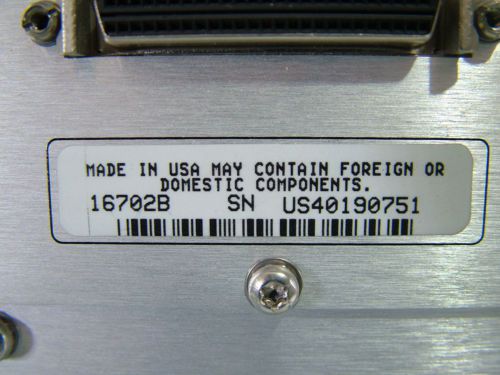 MADE IN USA MAY CONTAIN FOREIGN OR
DOMESTIC COMPONENTS.
16702B SN US40190751